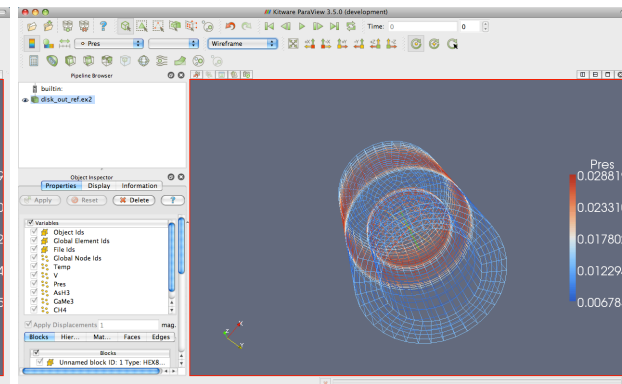 Kitware ParaView 3.5.0 (development)
Time: 0
0
Pres
Wireframe
Pipeline Browser
builtin:
disk_out_ref.ex2
Object Inspector
Properties Display Information
Apply Reset Delete ?
Variables
Object Ids
Global Element Ids
File Ids
Global Node Ids
Temp
V
Pres
AsH3
GaMe3
CH4
Apply Displacements 1 mag.
Blocks Hier... Mat... Faces Edges
Blocks
Unnamed block ID: 1 Type: HEX8...
Pres
0.028819
0.02331
0.01780
0.01229
0.00678